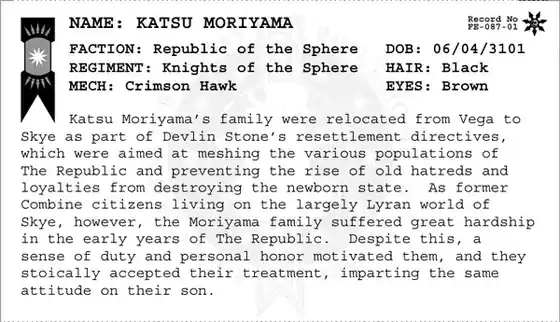 NAME: KATSU MORIYAMA
Record No
FE-087-01
FACTION: Republic of the Sphere DOB: 06/04/3101
REGIMENT: Knights of the Sphere HAIR: Black
MECH: Crimson Hawk EYES: Brown
Katsu Moriyama's family were relocated from Vega to
Skye as part of Devlin Stone's resettlement directives,
which were aimed at meshing the various populations of
The Republic and preventing the rise of old hatreds and
loyalties from destroying the newborn state. As former
Combine citizens living on the largely Lyran world of
Skye, however, the Moriyama family suffered great hardship
in the early years of The Republic. Despite this, a
sense of duty and personal honor motivated them, and they
stoically accepted their treatment, imparting the same
attitude on their son.